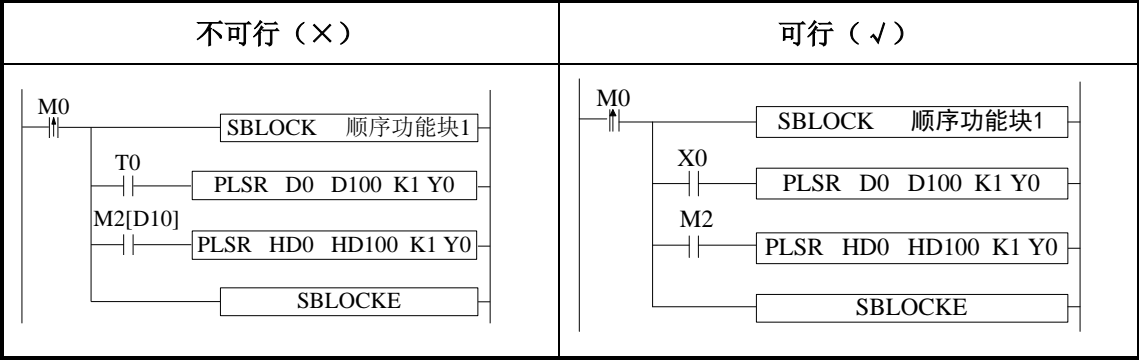 不可行（×）
可行（√）
M0
SBLOCK 顺序功能块1
T0
PLSR D0 D100 K1 Y0
M2[D10]
PLSR HD0 HD100 K1 Y0
SBLOCKE
M0
SBLOCK 顺序功能块1
X0
PLSR D0 D100 K1 Y0
M2
PLSR HD0 HD100 K1 Y0
SBLOCKE